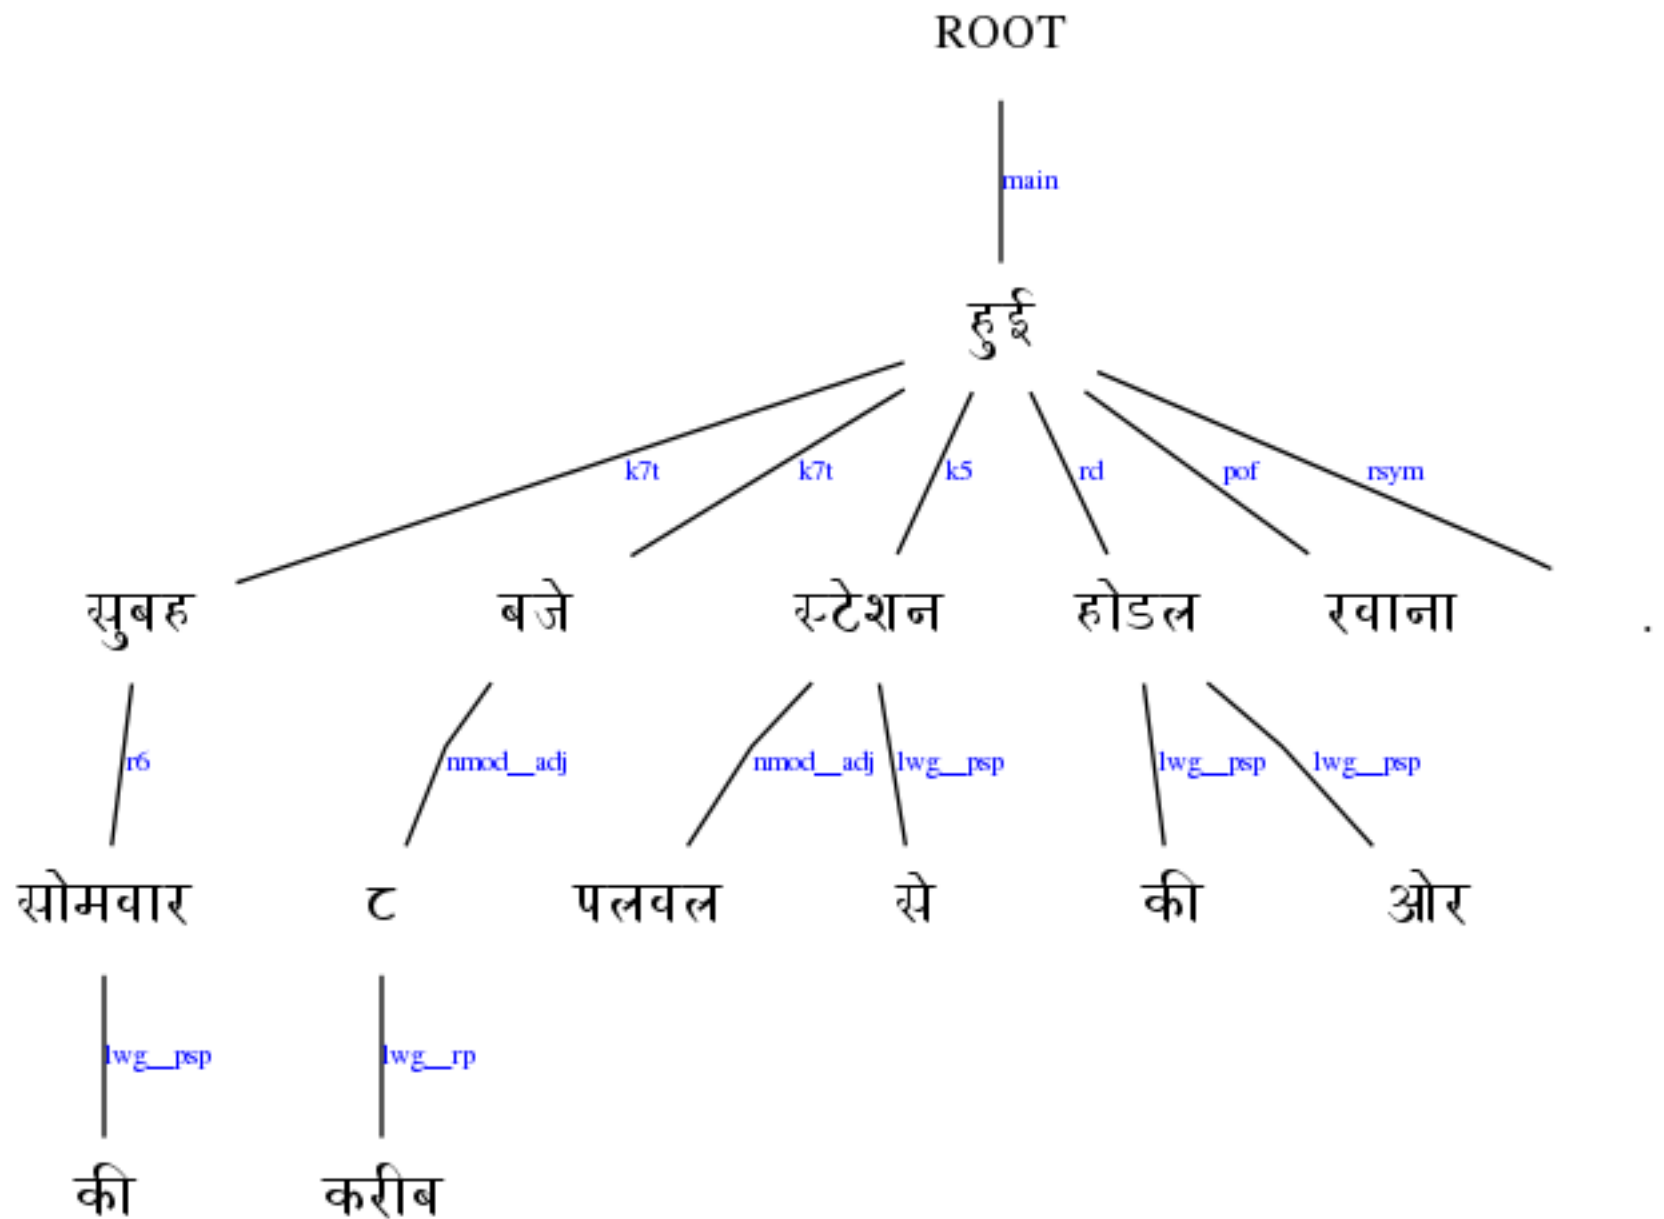 ROOT
main
हुई
k7t k7t k5 rd pof rsym
सुबह बजे स्टेशन होडल रवाना .
r6 nmod__adj nmod__adj lwg__psp lwg__psp lwg__psp
सोमवार ८ पलवल से की ओर
lwg__psp lwg__rp
की करीब